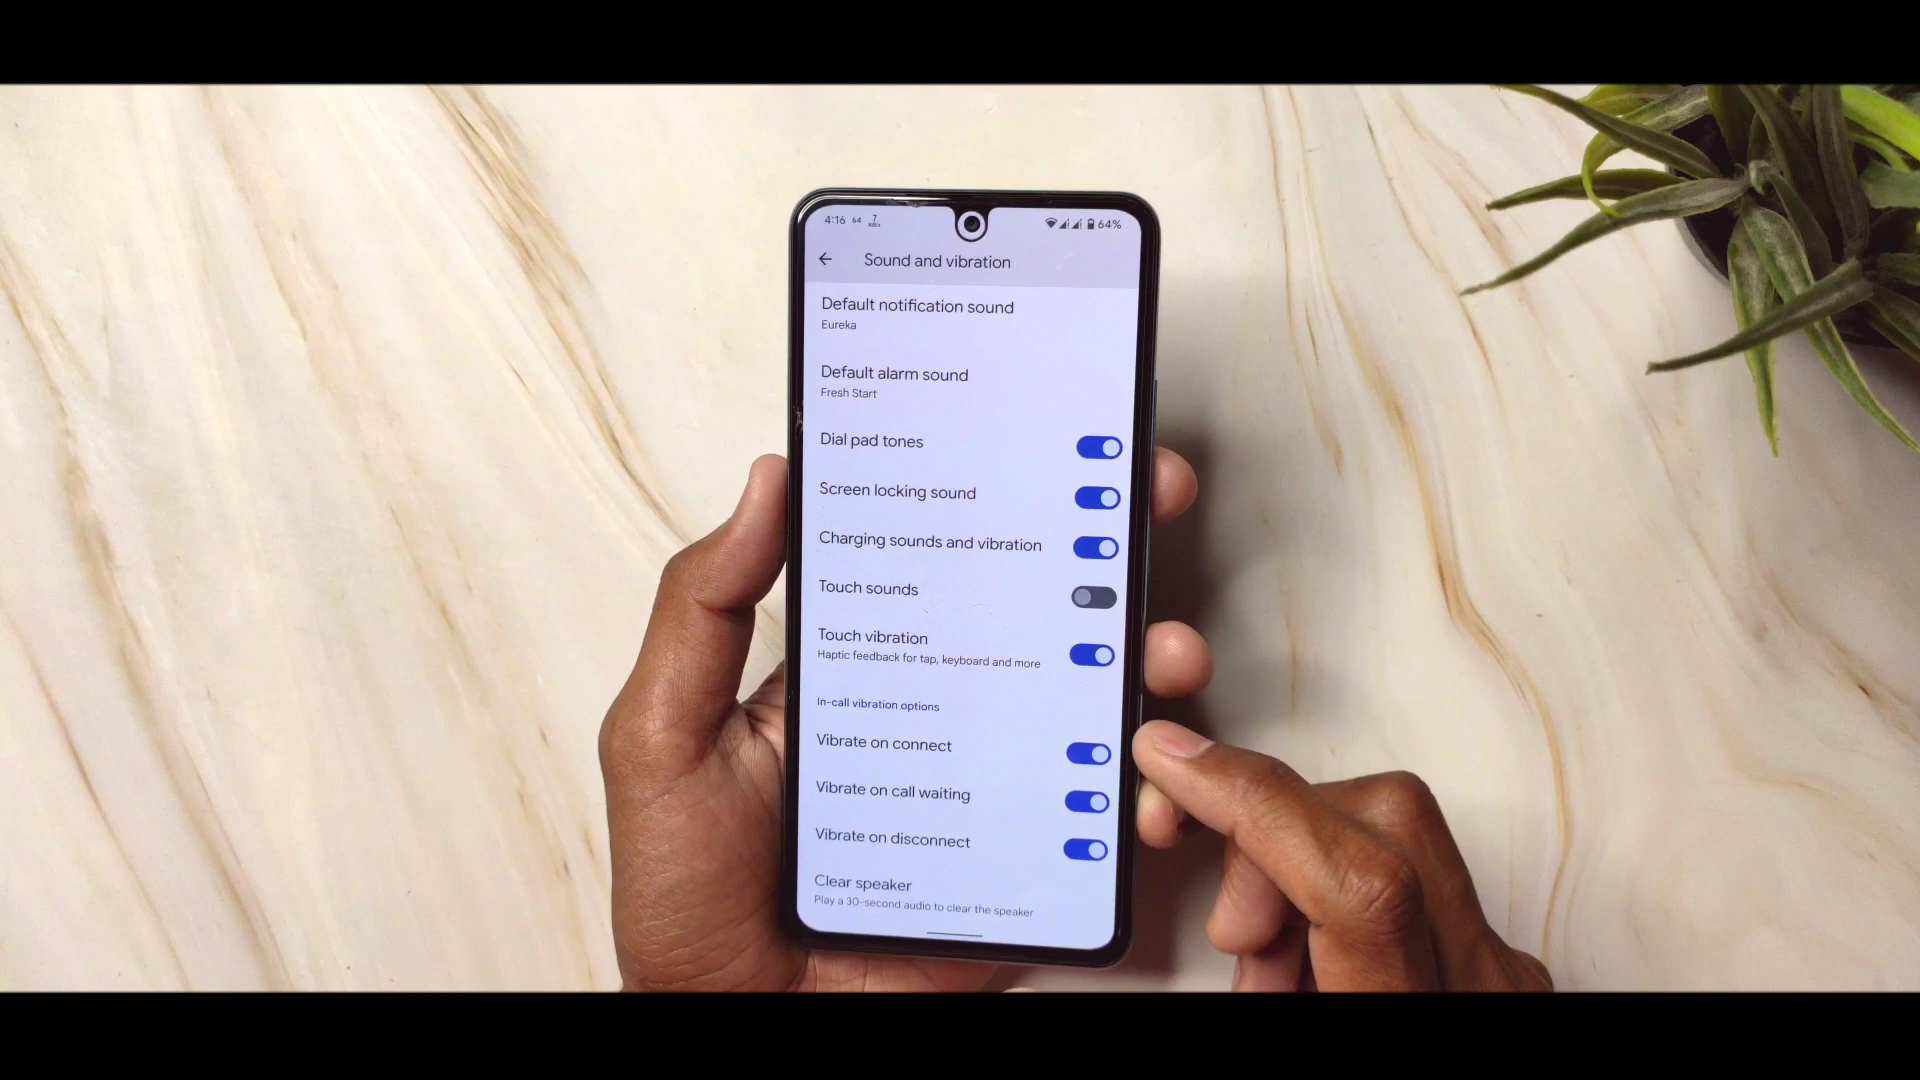 4:16 64 7 KB/s 64%
Sound and vibration
Default notification sound
Eureka
Default alarm sound
Fresh Start
Dial pad tones
Screen locking sound
Charging sounds and vibration
Touch sounds
Touch vibration
Haptic feedback for tap, keyboard and more
In-call vibration options
Vibrate on connect
Vibrate on call waiting
Vibrate on disconnect
Clear speaker
Play a 30-second audio to clear the speaker